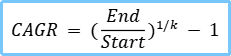 CAGR = (End/Start)^1/k − 1